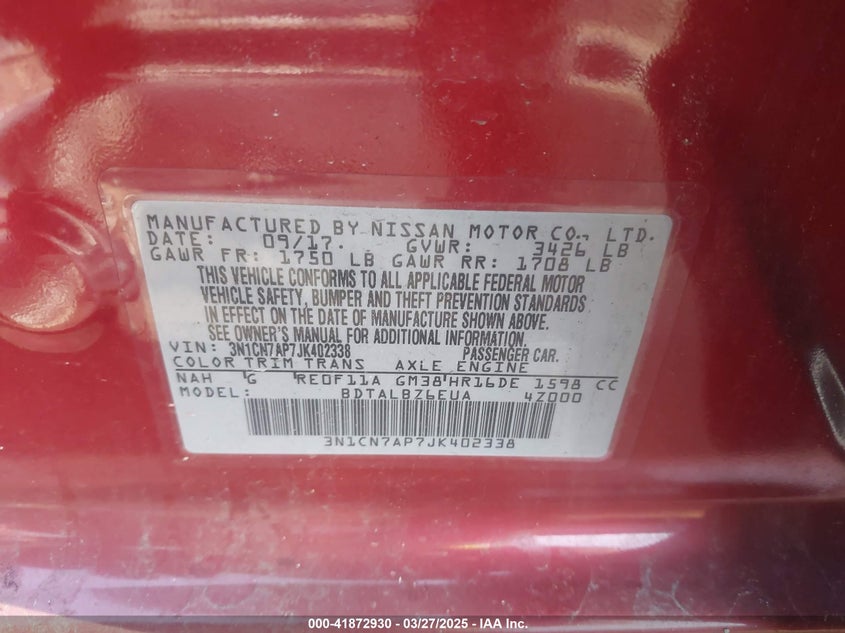 MANUFACTURED BY NISSAN MOTOR CO., LTD.
DATE: 09/17. GVWR: 3426 LB
GAWR FR: 1750 LB GAWR RR: 1708 LB
THIS VEHICLE CONFORMS TO ALL APPLICABLE FEDERAL MOTOR
VEHICLE SAFETY, BUMPER AND THEFT PREVENTION STANDARDS
IN EFFECT ON THE DATE OF MANUFACTURE SHOWN ABOVE.
SEE OWNER'S MANUAL FOR ADDITIONAL INFORMATION.
VIN: 3N1CN7AP7JK402338 PASSENGER CAR.
COLOR TRIM TRANS AXLE ENGINE
NAH G RE0F11A GM38 HR16DE 1598 CC
MODEL: BDTALBZ6EUA 4Z000
3N1CN7AP7JK402338
000-41872930 - 03/27/2025 - IAA Inc.